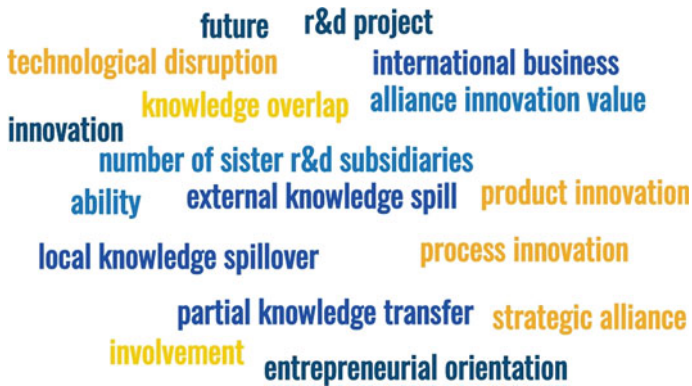 future
r&d project
technological disruption
international business
knowledge overlap
alliance innovation value
innovation
number of sister r&d subsidiaries
ability
external knowledge spill
product innovation
local knowledge spillover
process innovation
partial knowledge transfer
strategic alliance
involvement
entrepreneurial orientation